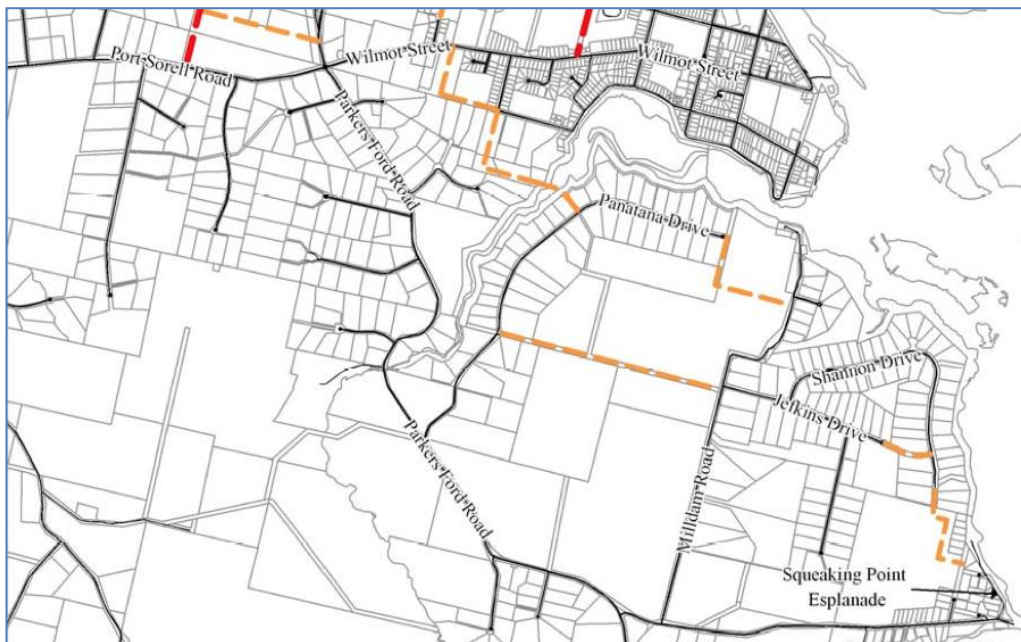 Port Sorell Road
Wilmot Street
Wilmot Street
Parkers Ford Road
Panatana Drive
Shannon Drive
Jefkins Drive
Parkers Ford Road
Milldam Road
Squeaking Point
Esplanade